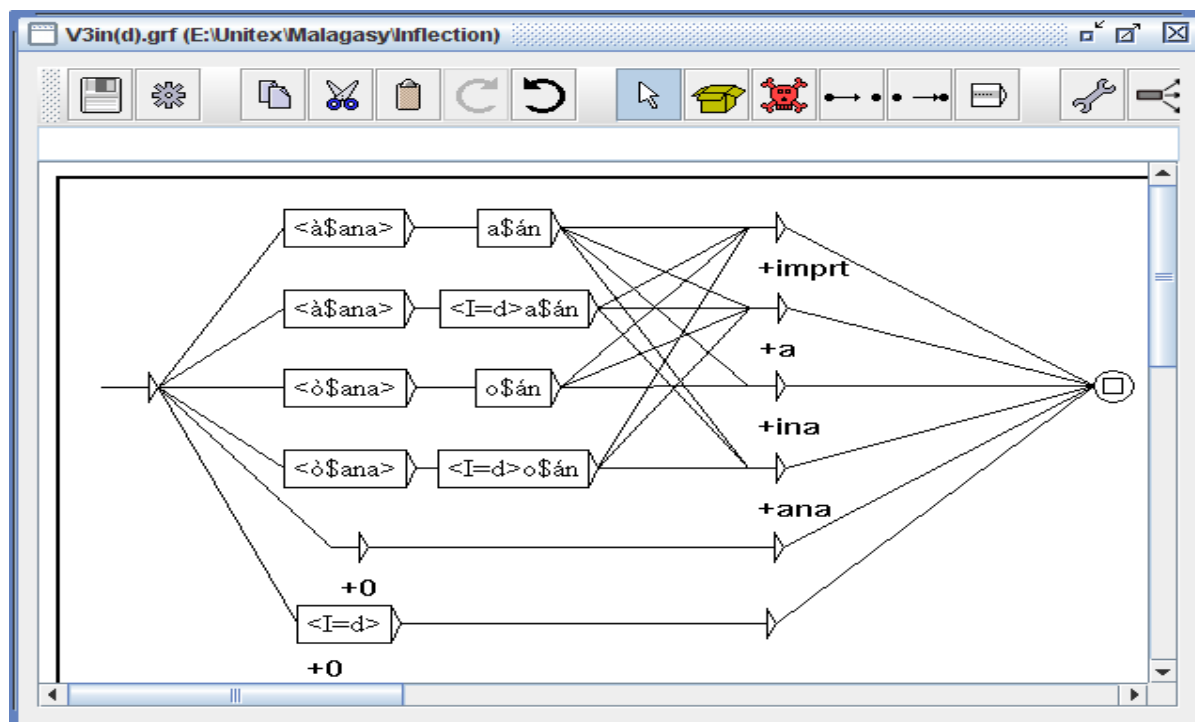 V3in(d).grf (E:\Unitex\Malagasy\Inflection)
<à$ana> a$án
+imprt
<à$ana> <I=d>a$án
+a
<ò$ana> o$án
+ina
<ò$ana> <I=d>o$án
+ana
+0
<I=d>
+0